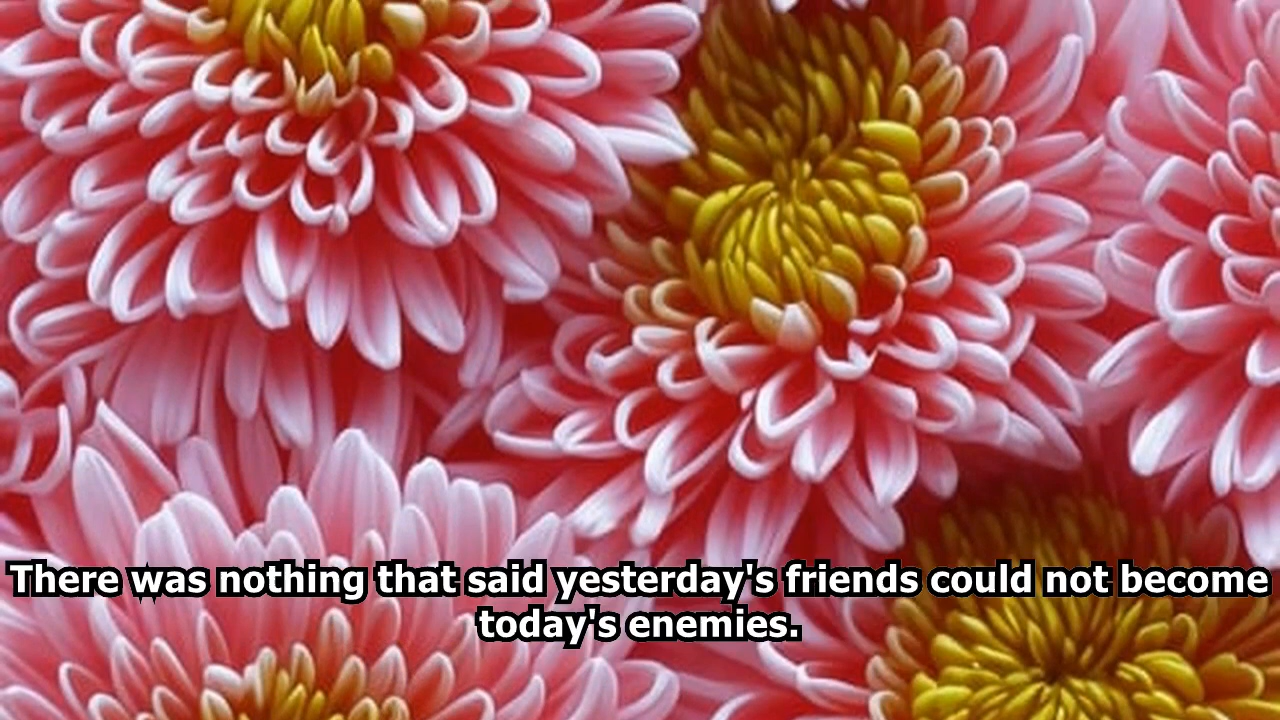 There was nothing that said yesterday's friends could not become
today's enemies.